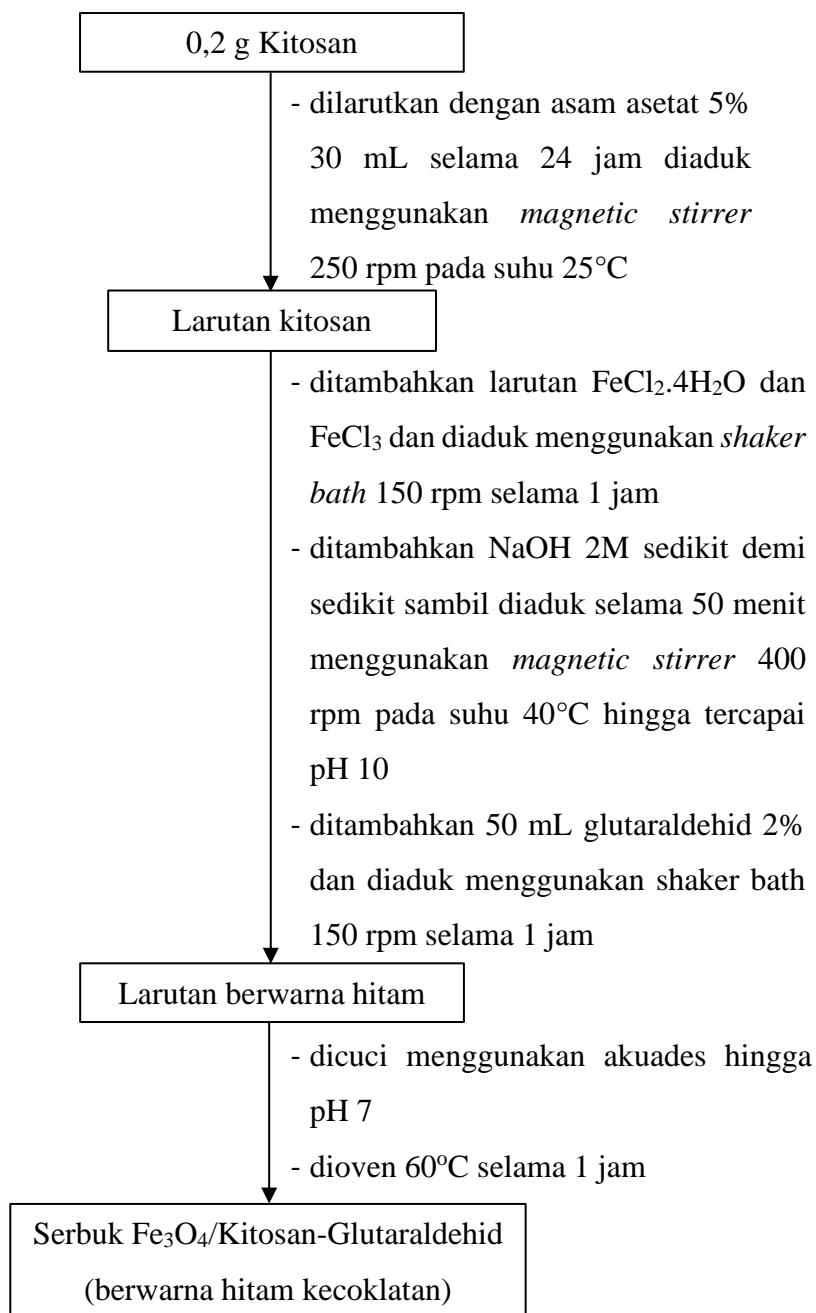 0,2 g Kitosan
- dilarutkan dengan asam asetat 5%
30 mL selama 24 jam diaduk
menggunakan magnetic stirrer
250 rpm pada suhu 25°C
Larutan kitosan
- ditambahkan larutan FeCl₂.4H₂O dan
FeCl₃ dan diaduk menggunakan shaker
bath 150 rpm selama 1 jam
- ditambahkan NaOH 2M sedikit demi
sedikit sambil diaduk selama 50 menit
menggunakan magnetic stirrer 400
rpm pada suhu 40°C hingga tercapai
pH 10
- ditambahkan 50 mL glutaraldehid 2%
dan diaduk menggunakan shaker bath
150 rpm selama 1 jam
Larutan berwarna hitam
- dicuci menggunakan akuades hingga
pH 7
- dioven 60°C selama 1 jam
Serbuk Fe₃O₄/Kitosan-Glutaraldehid
(berwarna hitam kecoklatan)